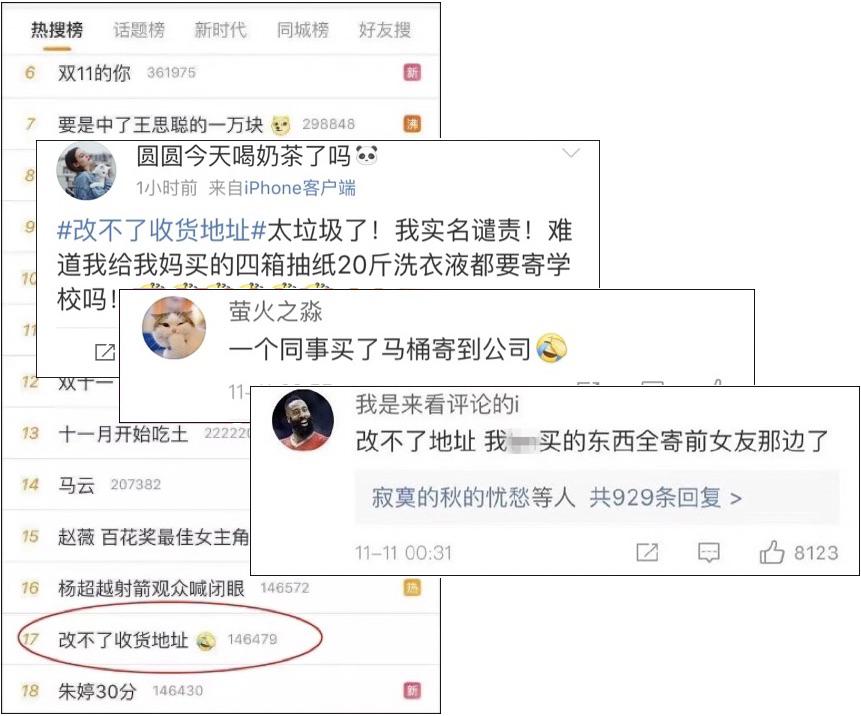 热搜榜 话题榜 新时代 同城榜 好友搜
6 双11的你 361975 新
7 要是中了王思聪的一万块 298848 沸
8
圆圆今天喝奶茶了吗
1小时前 来自iPhone客户端
9
#改不了收货地址#太垃圾了！我实名谴责！难
道我给我妈买的四箱抽纸20斤洗衣液都要寄学
校吗！
10
萤火之淼
一个同事买了马桶寄到公司
11
12 双十一
我是来看评论的i
改不了地址 我买的东西全寄前女友那边了
寂寞的秋的忧愁等人 共929条回复 >
11-11 00:31 8123
13 十一月开始吃土
14 马云 207382
15 赵薇 百花奖最佳女主角
16 杨超越射箭观众喊闭眼 146572 热
17 改不了收货地址 146479
18 朱婷30分 146430 新